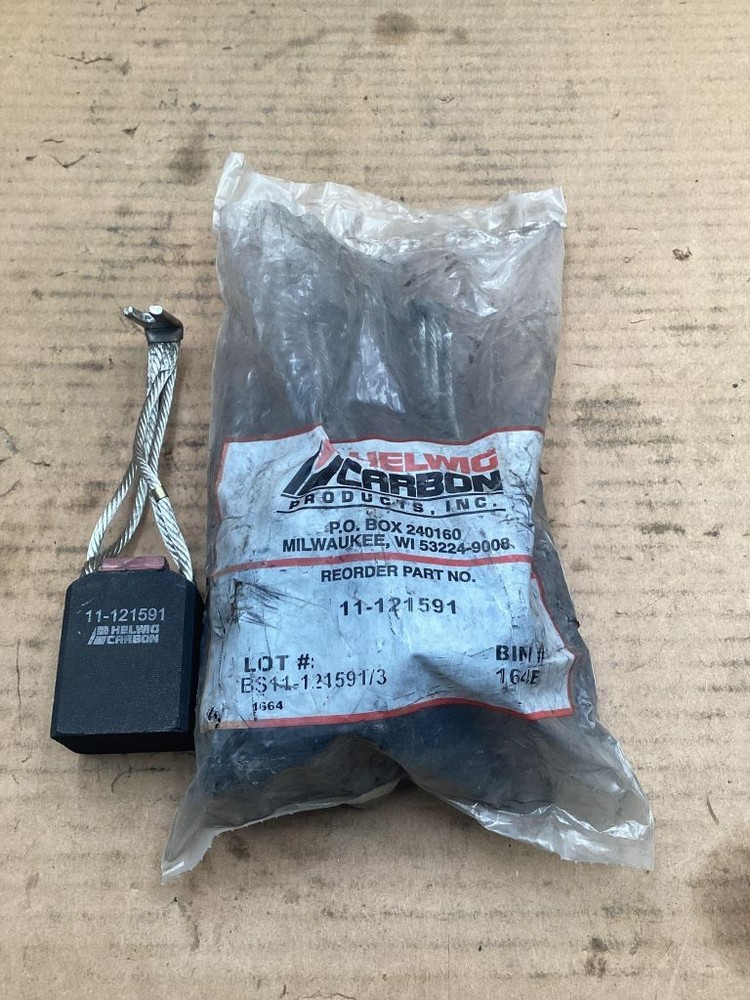 11-121591
HELWIG
CARBON
HELWIG
CARBON
PRODUCTS, INC.
P.O. BOX 240160
MILWAUKEE, WI 53224-9008
REORDER PART NO.
11-121591
LOT #:
BS11-121591/3
1664
BIN #
164E